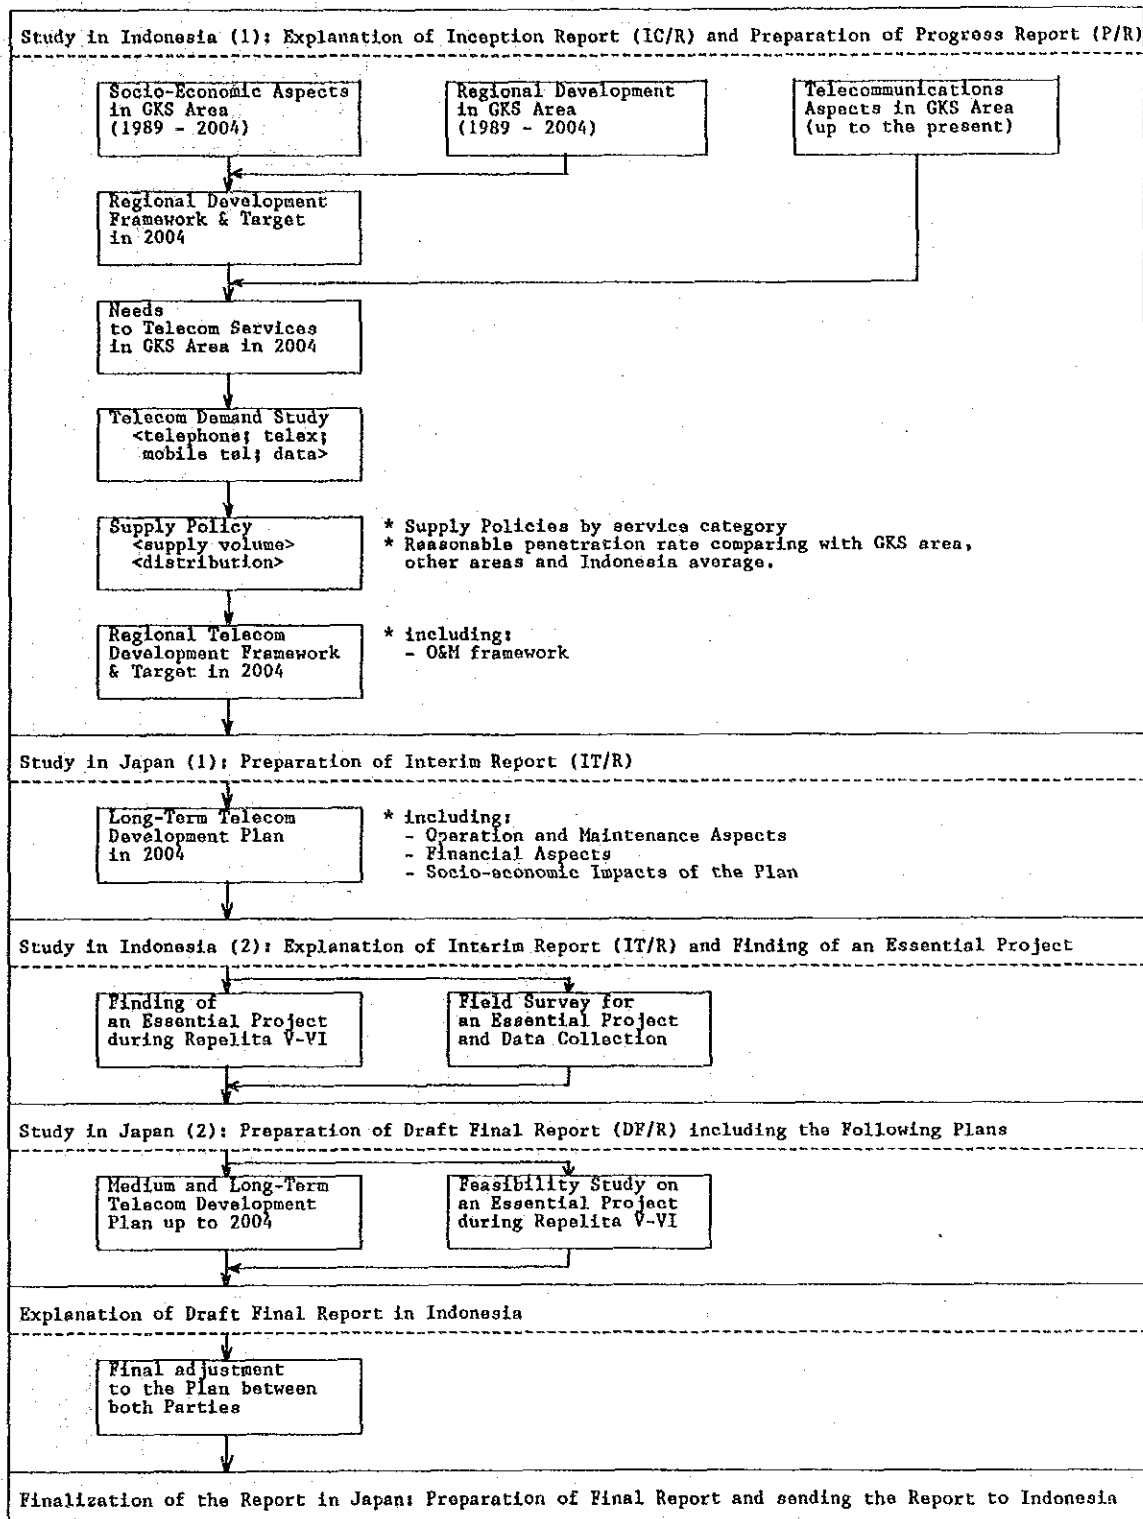 Study in Indonesia (1): Explanation of Inception Report (IC/R) and Preparation of Progress Report (P/R)
Socio-Economic Aspects
in GKS Area
(1989 - 2004)
Regional Development
in GKS Area
(1989 - 2004)
Telecommunications
Aspects in GKS Area
(up to the present)
Regional Development
Framework & Target
in 2004
Needs
to Telecom Services
in GKS Area in 2004
Telecom Demand Study
<telephone; telex;
mobile tel; data>
Supply Policy
<supply volume>
<distribution>
* Supply Policies by service category
* Reasonable penetration rate comparing with GKS area,
other areas and Indonesia average.
Regional Telecom
Development Framework
& Target in 2004
* including:
- O&M framework
Study in Japan (1): Preparation of Interim Report (IT/R)
Long-Term Telecom
Development Plan
in 2004
* including:
- Operation and Maintenance Aspects
- Financial Aspects
- Socio-economic Impacts of the Plan
Study in Indonesia (2): Explanation of Interim Report (IT/R) and Finding of an Essential Project
Finding of
an Essential Project
during Repelita V-VI
Field Survey for
an Essential Project
and Data Collection
Study in Japan (2): Preparation of Draft Final Report (DF/R) including the Following Plans
Medium and Long-Term
Telecom Development
Plan up to 2004
Feasibility Study on
an Essential Project
during Repelita V-VI
Explanation of Draft Final Report in Indonesia
Final adjustment
to the Plan between
both Parties
Finalization of the Report in Japan: Preparation of Final Report and sending the Report to Indonesia